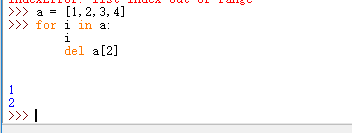 IndexError: list index out of range
>>> a = [1,2,3,4]
>>> for i in a:
        i
        del a[2]
1
2
>>>